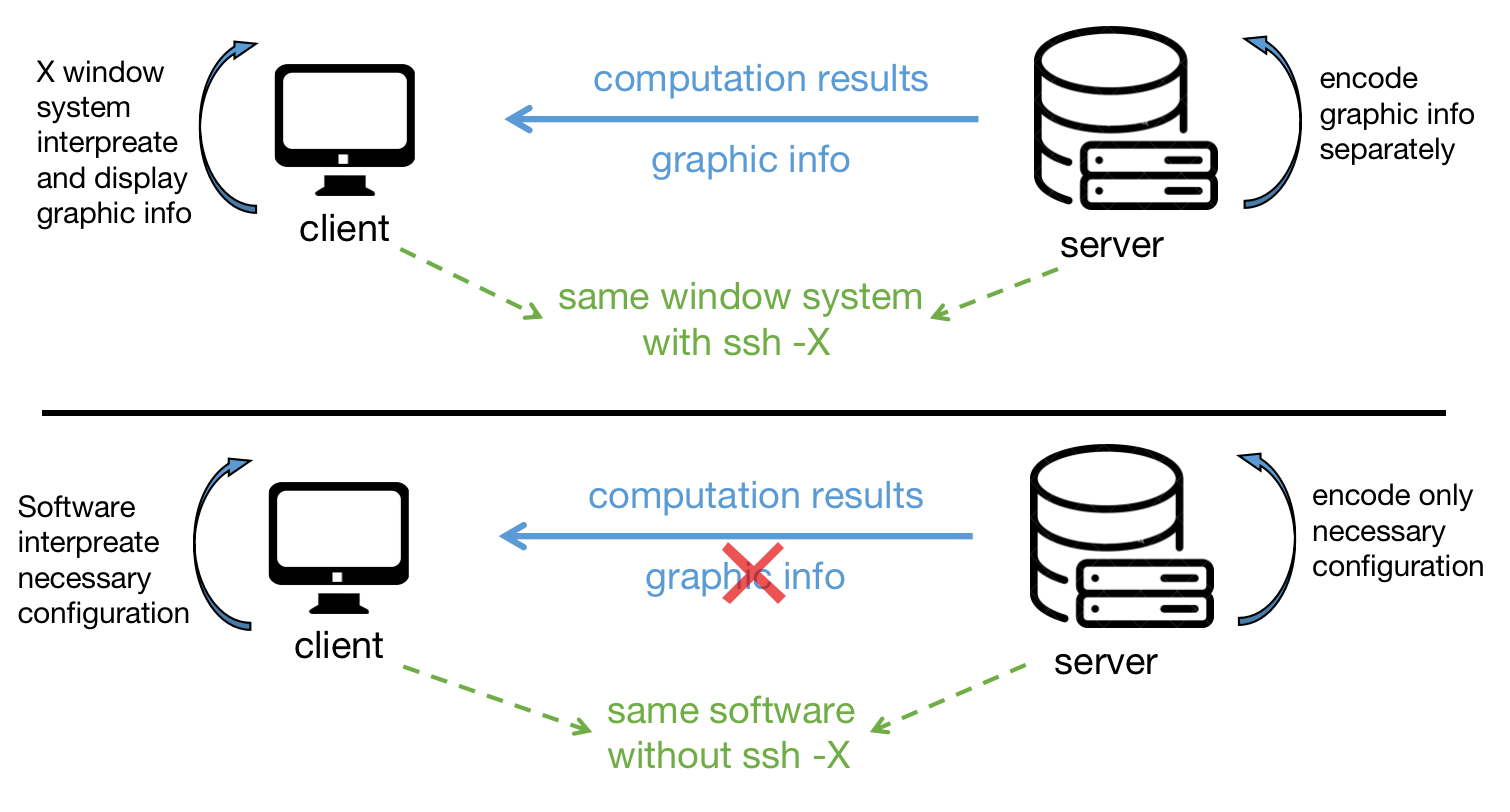 X window
system
interpreate
and display
graphic info
client
computation results
graphic info
server
encode
graphic info
separately
same window system
with ssh -X
Software
interpreate
necessary
configuration
client
computation results
graphic info
server
encode only
necessary
configuration
same software
without ssh -X